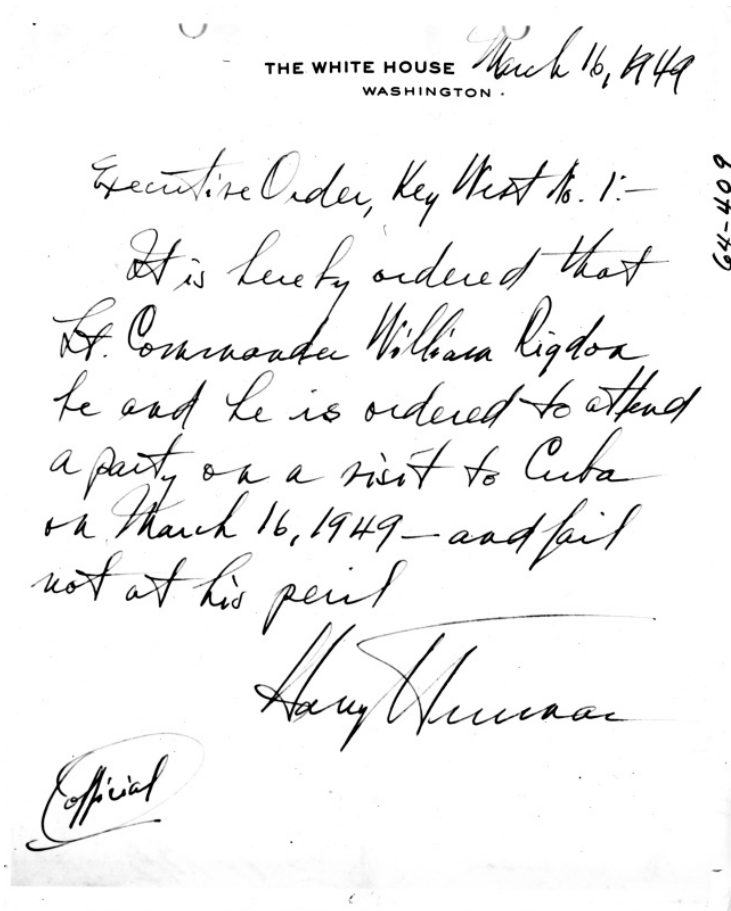 THE WHITE HOUSE March 16, 1949
WASHINGTON
64-409
Executive Order, Key West No. 1:—
It is hereby ordered that
Lt. Commander William Rigdon
be and he is ordered to attend
a party on a visit to Cuba
on March 16, 1949 — and fail
not at his peril
Harry Truman
Official